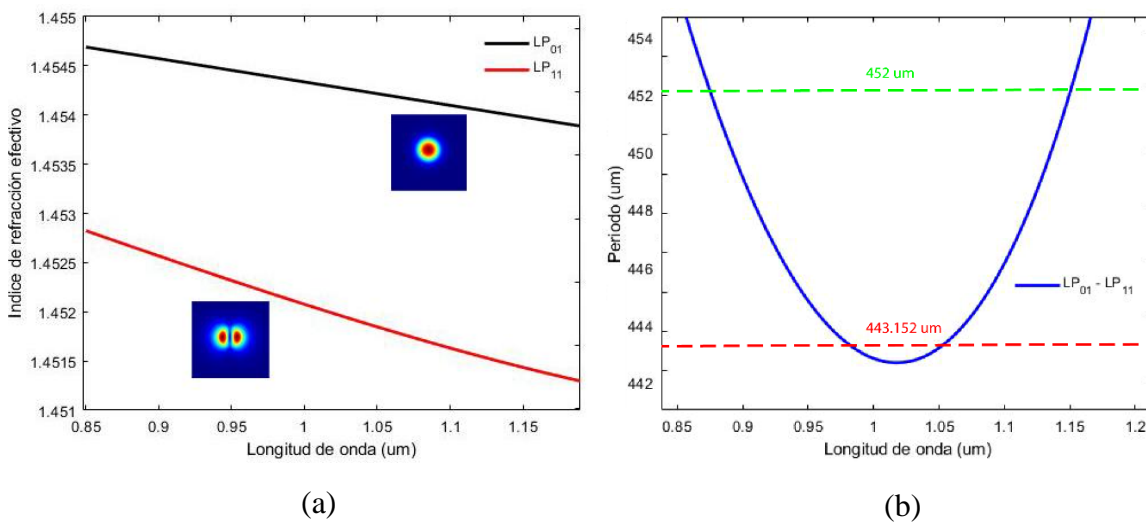 1.455
1.4545
1.454
1.4535
1.453
1.4525
1.452
1.4515
1.451
Indice de refracción efectivo
LP01
LP11
0.85 0.9 0.95 1 1.05 1.1 1.15
Longitud de onda (um)
(a)
454
452
450
448
446
444
442
Periodo (um)
452 um
LP01 - LP11
443.152 um
0.85 0.9 0.95 1 1.05 1.1 1.15 1.2
Longitud de onda (um)
(b)